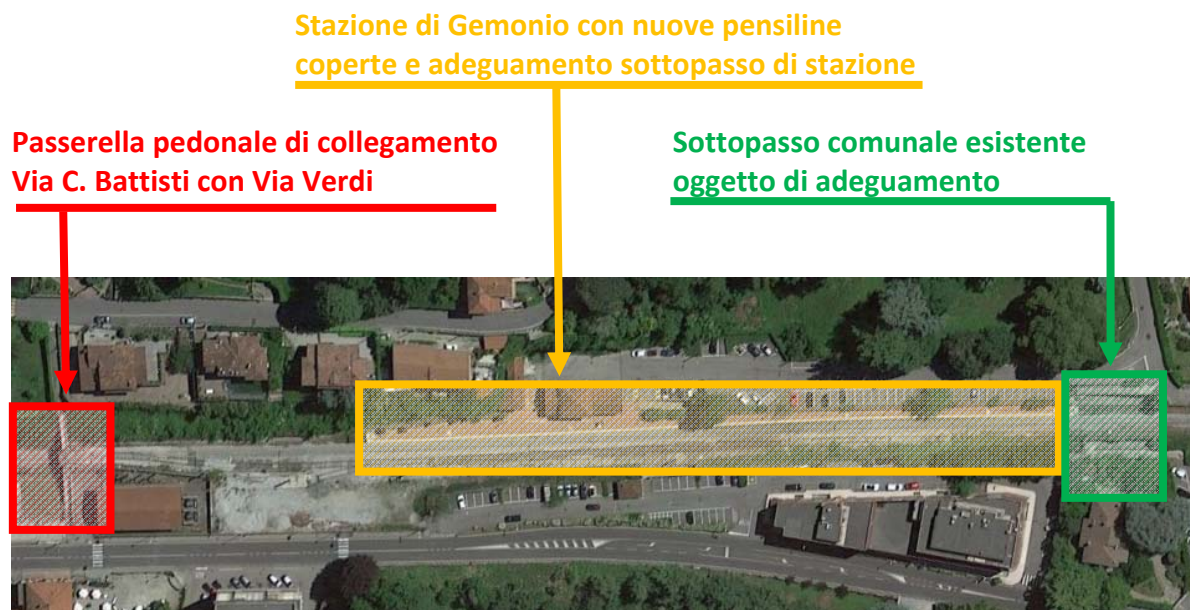 Stazione di Gemonio con nuove pensiline
coperte e adeguamento sottopasso di stazione
Passerella pedonale di collegamento
Via C. Battisti con Via Verdi
Sottopasso comunale esistente
oggetto di adeguamento